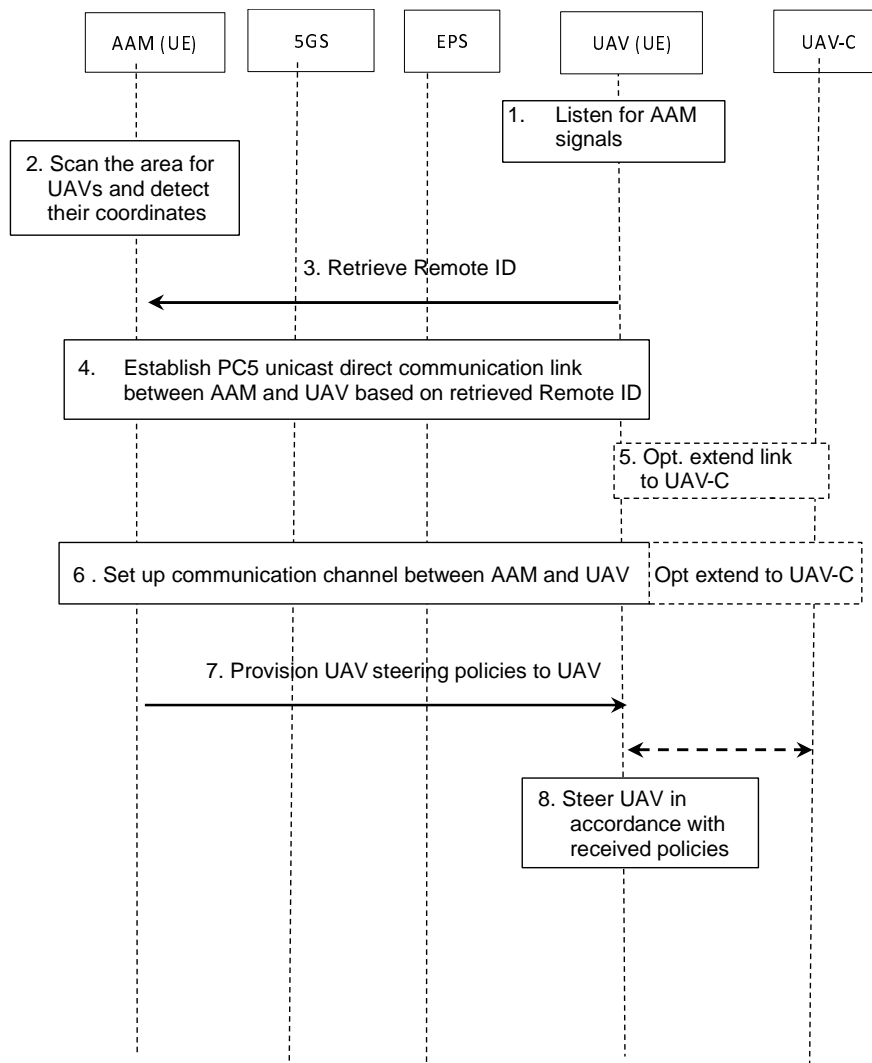 AAM (UE)
5GS
EPS
UAV (UE)
UAV-C
1. Listen for AAM
signals
2. Scan the area for
UAVs and detect
their coordinates
3. Retrieve Remote ID
4. Establish PC5 unicast direct communication link
between AAM and UAV based on retrieved Remote ID
5. Opt. extend link
to UAV-C
6 . Set up communication channel between AAM and UAV
Opt extend to UAV-C
7. Provision UAV steering policies to UAV
8. Steer UAV in
accordance with
received policies